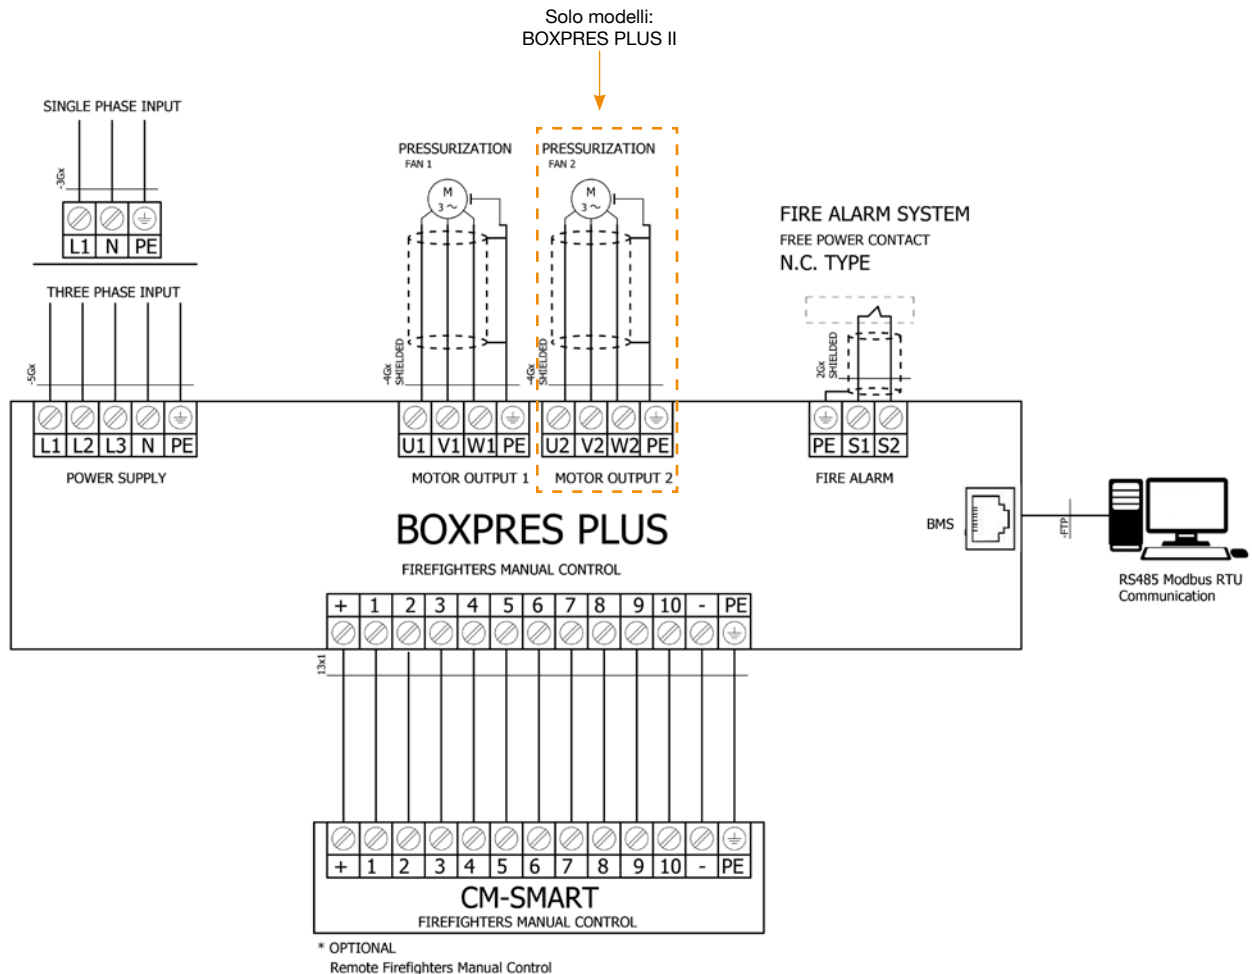 Solo modelli:
BOXPRES PLUS II
SINGLE PHASE INPUT
-3Gx
L1 N PE
THREE PHASE INPUT
-5Gx
L1 L2 L3 N PE
POWER SUPPLY
PRESSURIZATION
FAN 1
M
3~
-4Gx
SHIELDED
U1 V1 W1 PE
MOTOR OUTPUT 1
PRESSURIZATION
FAN 2
M
3~
-4Gx
SHIELDED
U2 V2 W2 PE
MOTOR OUTPUT 2
FIRE ALARM SYSTEM
FREE POWER CONTACT
N.C. TYPE
2Gx
SHIELDED
PE S1 S2
FIRE ALARM
BMS
-FTP
RS485 Modbus RTU
Communication
BOXPRES PLUS
FIREFIGHTERS MANUAL CONTROL
+ 1 2 3 4 5 6 7 8 9 10 - PE
13x1
+ 1 2 3 4 5 6 7 8 9 10 - PE
CM-SMART
FIREFIGHTERS MANUAL CONTROL
* OPTIONAL
Remote Firefighters Manual Control